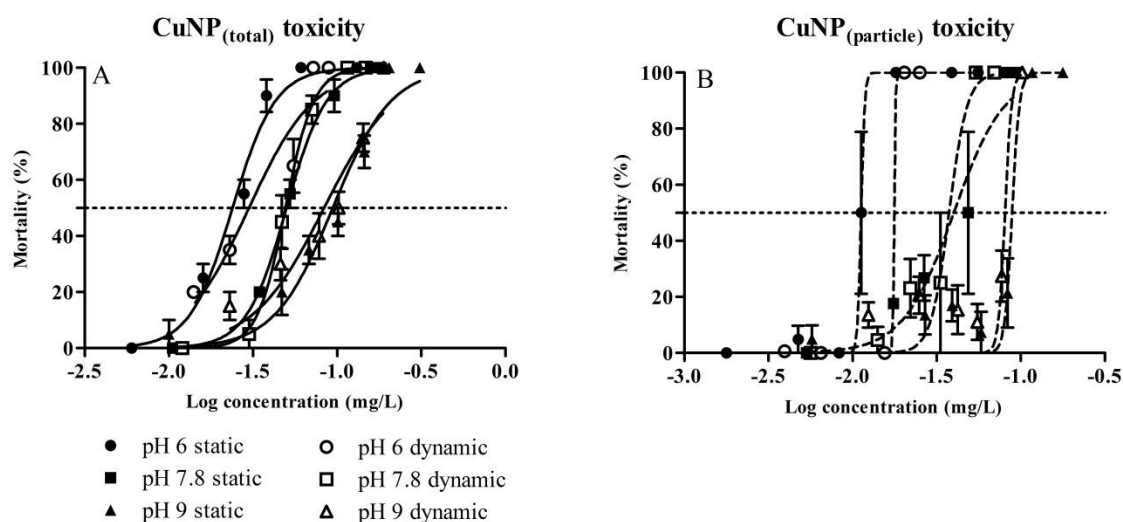 CuNP(total) toxicity
A
Mortality (%)
100
80
60
40
20
0
-2.5 -2.0 -1.5 -1.0 -0.5 0.0
Log concentration (mg/L)
pH 6 static
pH 6 dynamic
pH 7.8 static
pH 7.8 dynamic
pH 9 static
pH 9 dynamic
CuNP(particle) toxicity
B
Mortality (%)
100
80
60
40
20
0
-3.0 -2.5 -2.0 -1.5 -1.0 -0.5
Log concentration (mg/L)